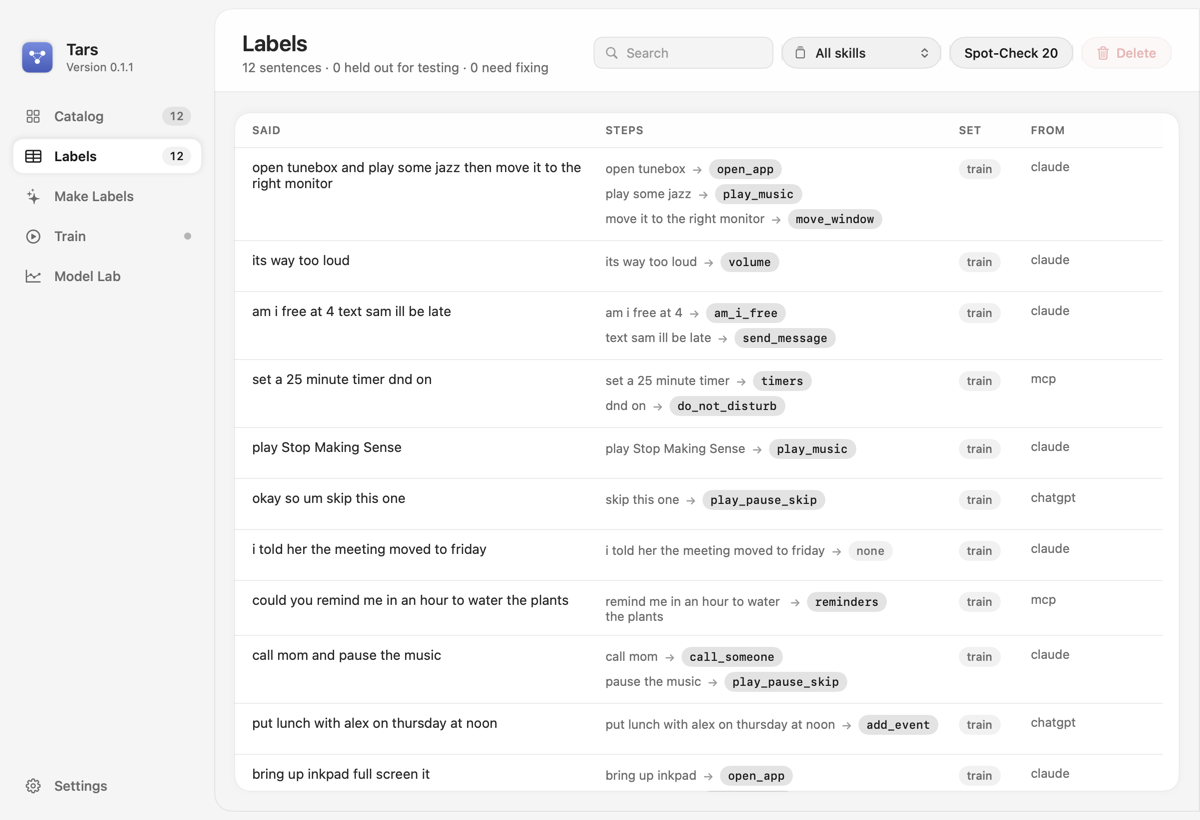 Tars
Version 0.1.1
Catalog 12
Labels 12
Make Labels
Train
Model Lab
Settings
Labels
12 sentences · 0 held out for testing · 0 need fixing
Search
All skills
Spot-Check 20
Delete
SAID STEPS SET FROM
open tunebox and play some jazz then move it to the
right monitor
open tunebox → open_app
play some jazz → play_music
move it to the right monitor → move_window
train
claude
its way too loud
its way too loud → volume
train
claude
am i free at 4 text sam ill be late
am i free at 4 → am_i_free
text sam ill be late → send_message
train
claude
set a 25 minute timer dnd on
set a 25 minute timer → timers
dnd on → do_not_disturb
train
mcp
play Stop Making Sense
play Stop Making Sense → play_music
train
claude
okay so um skip this one
skip this one → play_pause_skip
train
chatgpt
i told her the meeting moved to friday
i told her the meeting moved to friday → none
train
claude
could you remind me in an hour to water the plants
remind me in an hour to water → reminders
the plants
train
mcp
call mom and pause the music
call mom → call_someone
pause the music → play_pause_skip
train
claude
put lunch with alex on thursday at noon
put lunch with alex on thursday at noon → add_event
train
chatgpt
bring up inkpad full screen it
bring up inkpad → open_app
train
claude